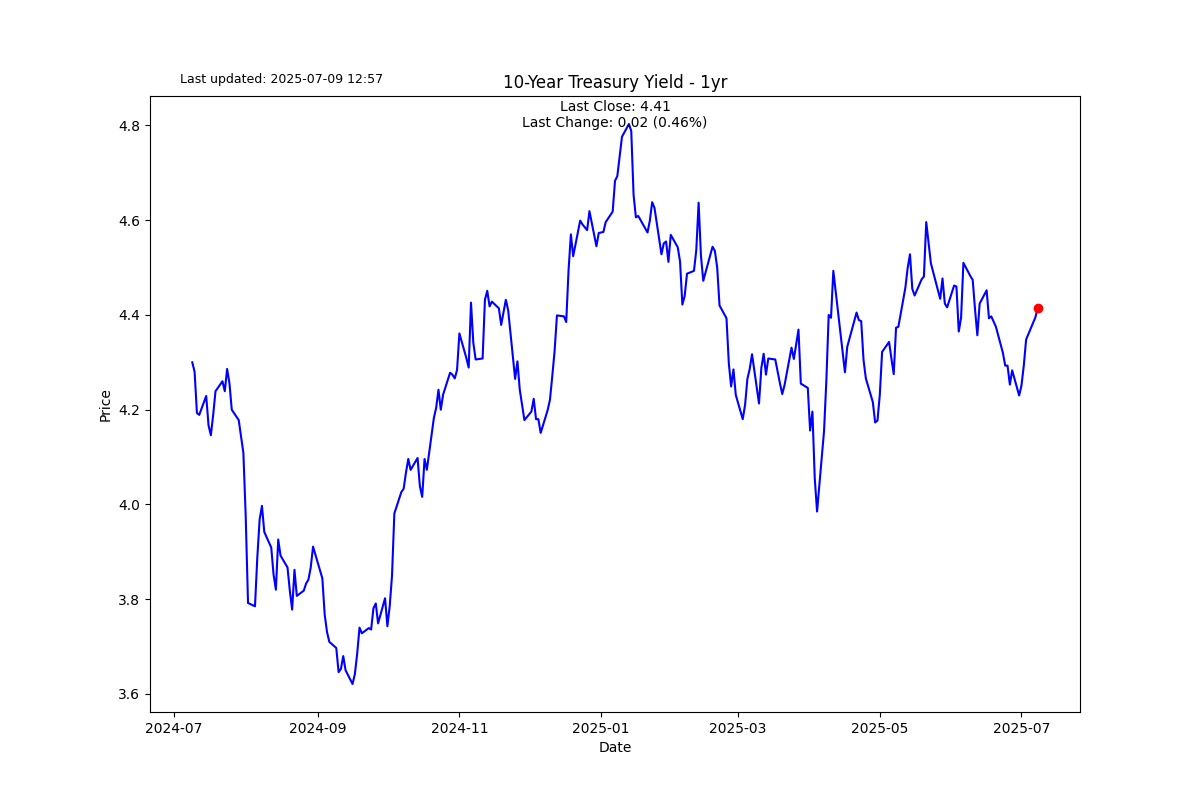 Last updated: 2025-07-09 12:57
10-Year Treasury Yield - 1yr
Last Close: 4.41
Last Change: 0.02 (0.46%)
4.8
4.6
4.4
4.2
4.0
3.8
3.6
Price
2024-07 2024-09 2024-11 2025-01 2025-03 2025-05 2025-07
Date